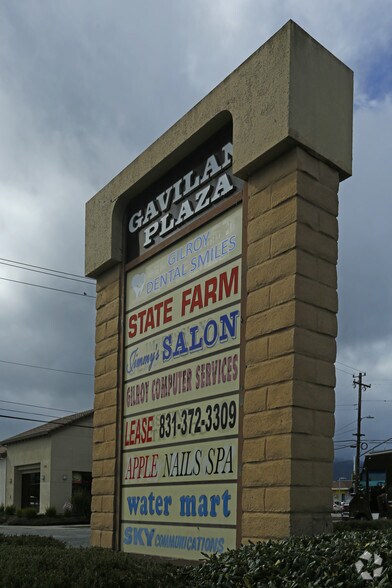 GAVILAN
PLAZA
GILROY
DENTAL SMILES
STATE FARM
Jimmy's SALON
GILROY COMPUTER SERVICES
LEASE 831-372-3309
APPLE NAILS SPA
water mart
SKY COMMUNICATIONS